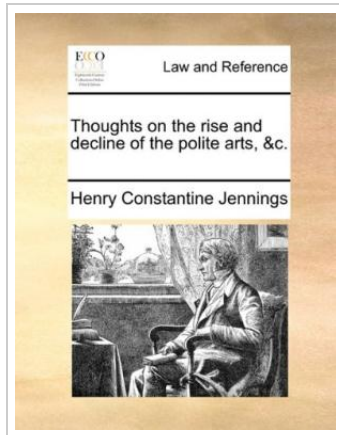 ECCO
Law and Reference
Thoughts on the rise and
decline of the polite arts, &c.
Henry Constantine Jennings